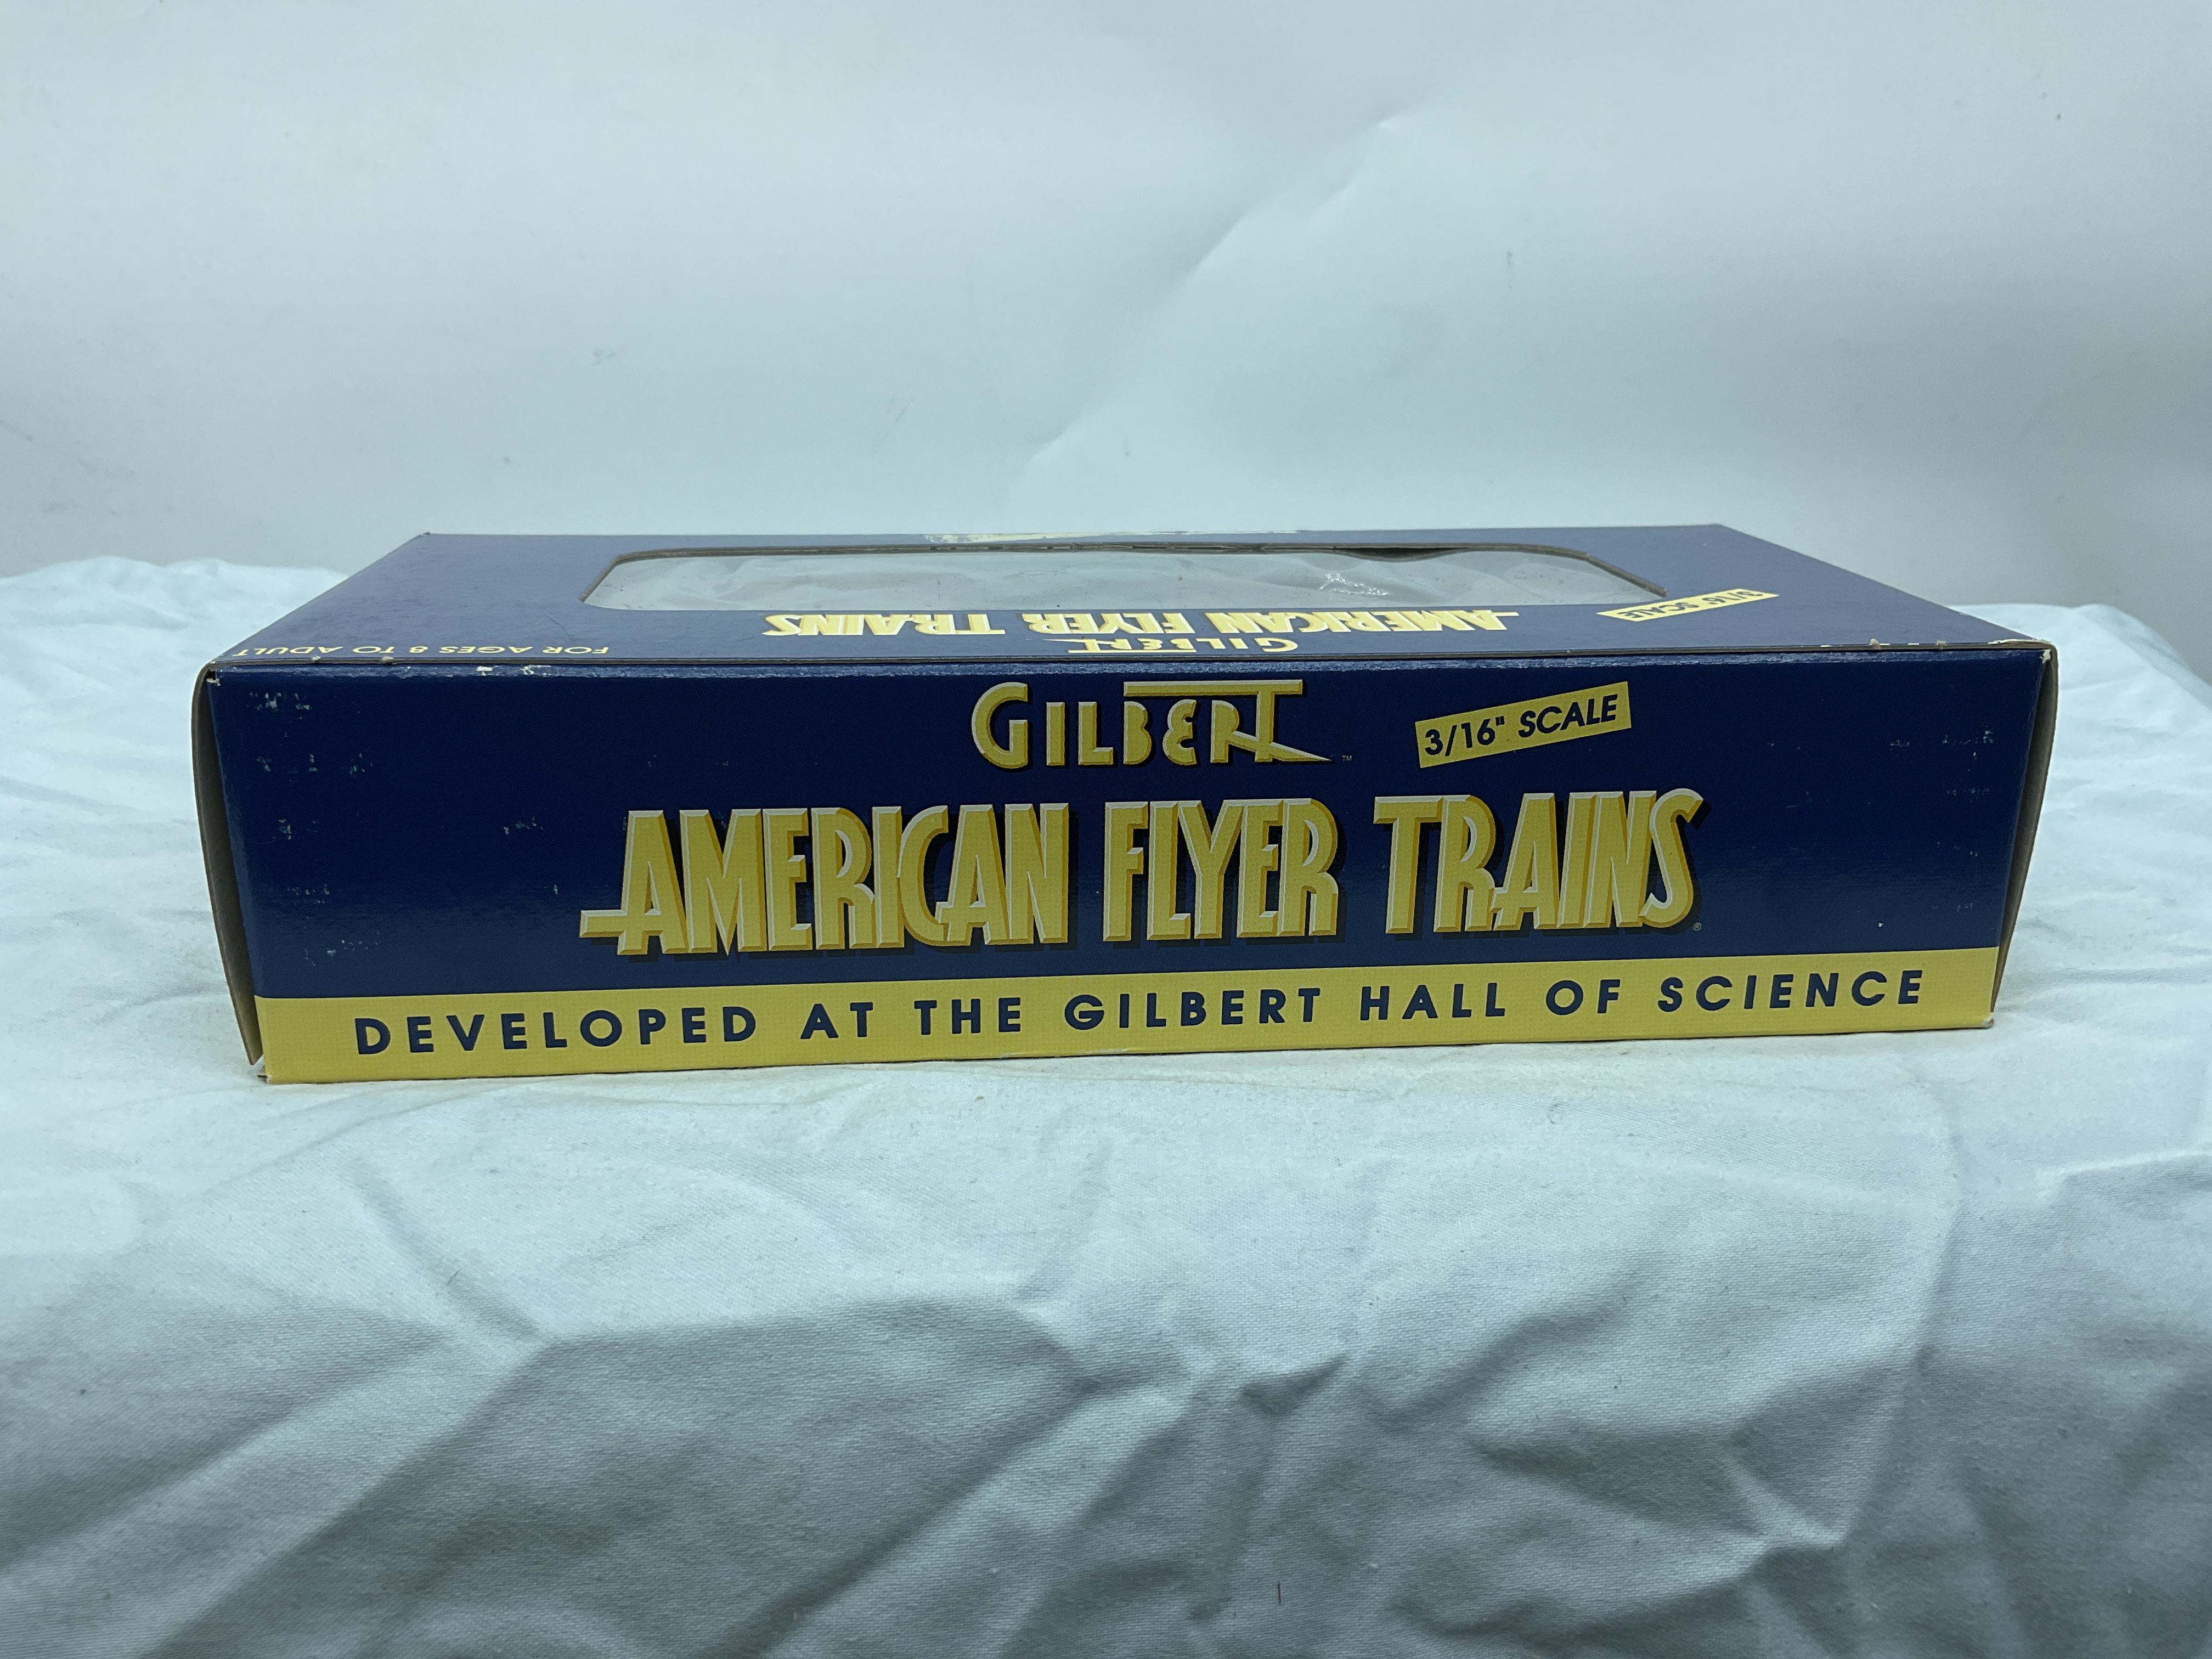 3/16" SCALE
AMERICAN FLYER TRAINS
GILBERT
FOR AGES 8 TO ADULT
GILBERT™
3/16" SCALE
AMERICAN FLYER TRAINS®
DEVELOPED AT THE GILBERT HALL OF SCIENCE